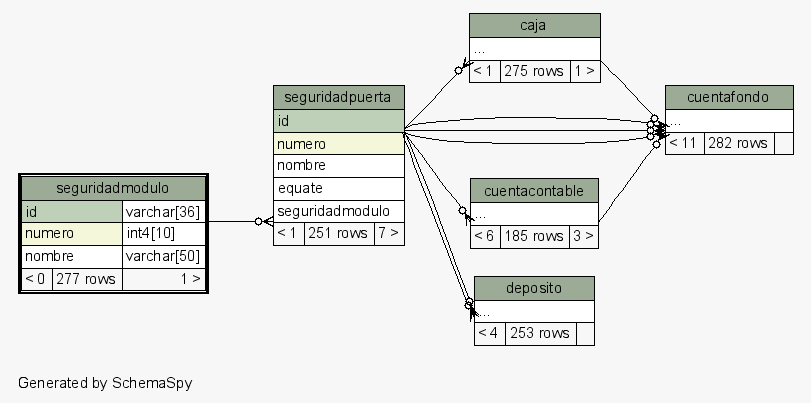 caja
...
< 1 275 rows 1 >
seguridadpuerta
id
numero
nombre
equate
seguridadmodulo
< 1 251 rows 7 >
cuentafondo
...
< 11 282 rows
seguridadmodulo
id varchar[36]
numero int4[10]
nombre varchar[50]
< 0 277 rows 1 >
cuentacontable
...
< 6 185 rows 3 >
deposito
...
< 4 253 rows
Generated by SchemaSpy